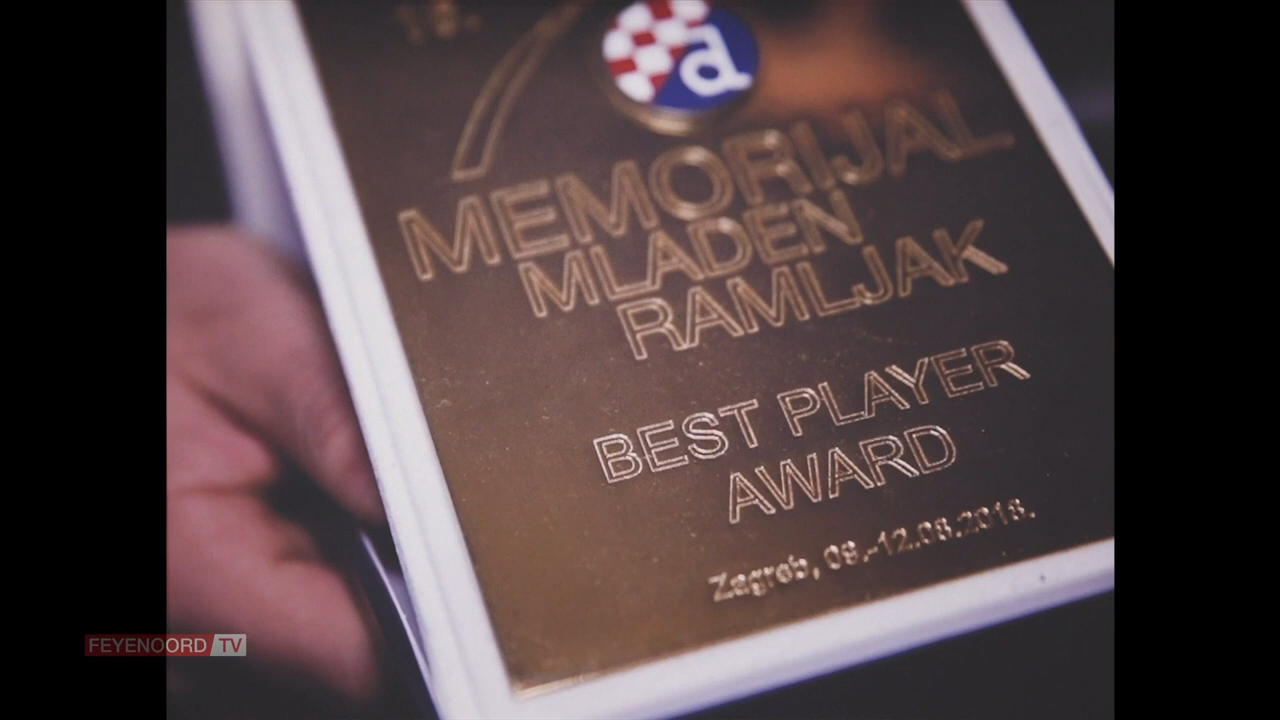 d
MEMORIJAL
MLADEN
RAMLJAK
BEST PLAYER
AWARD
Zagreb, 09.-12.08.2018.
FEYENOORD TV